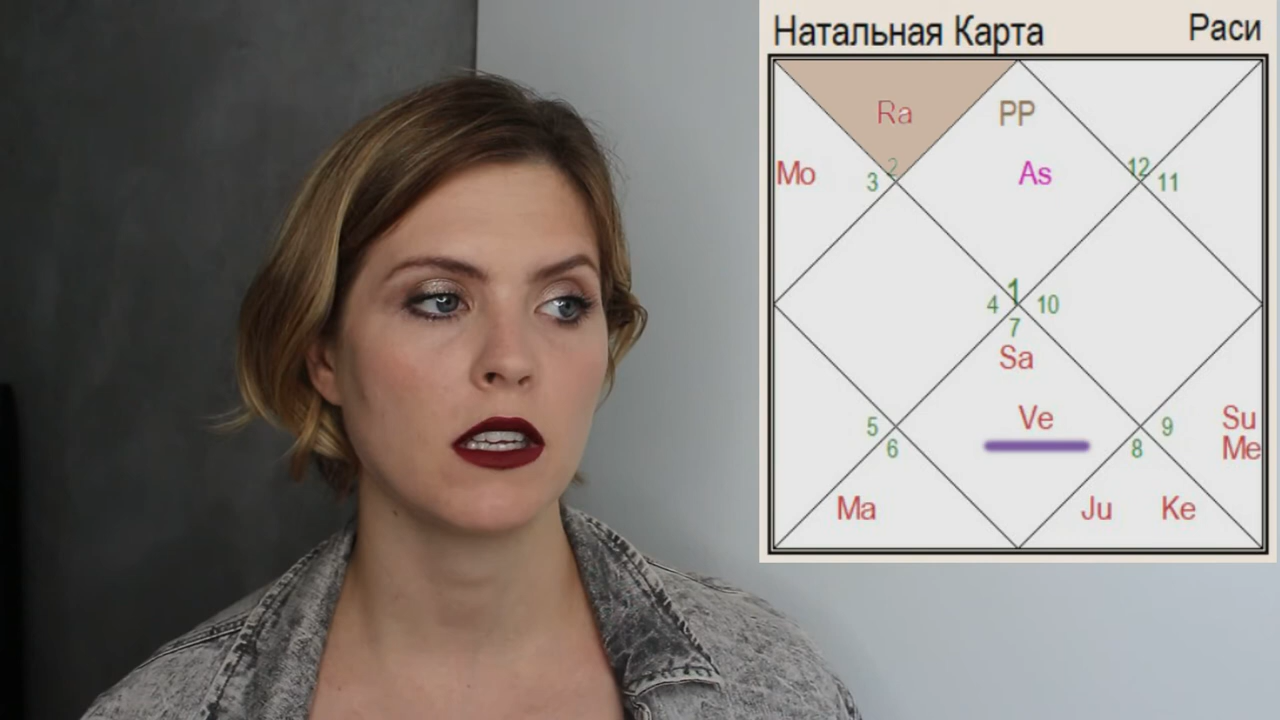 Натальная Карта Раси
Ra PP
Mo 3 2 As 12 11
4 1 10
7
Sa
5 Ve 9 Su
6 8 Me
Ma Ju Ke